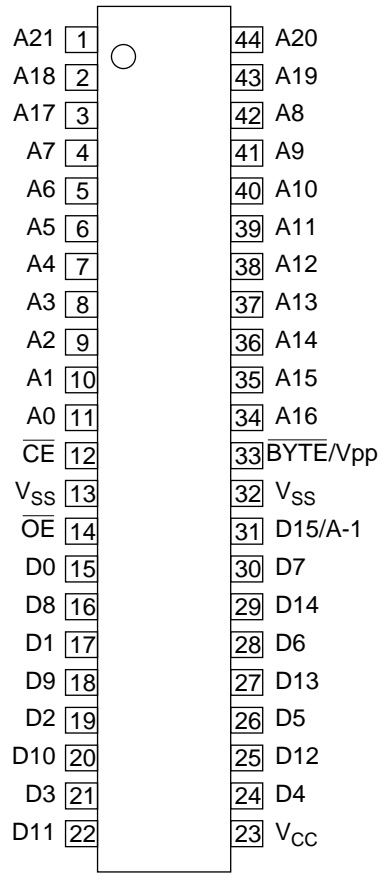 A21 1 44 A20
A18 2 43 A19
A17 3 42 A8
A7 4 41 A9
A6 5 40 A10
A5 6 39 A11
A4 7 38 A12
A3 8 37 A13
A2 9 36 A14
A1 10 35 A15
A0 11 34 A16
C̅E̅ 12 33 B̅Y̅T̅E̅/Vpp
VSS 13 32 VSS
O̅E̅ 14 31 D15/A-1
D0 15 30 D7
D8 16 29 D14
D1 17 28 D6
D9 18 27 D13
D2 19 26 D5
D10 20 25 D12
D3 21 24 D4
D11 22 23 VCC